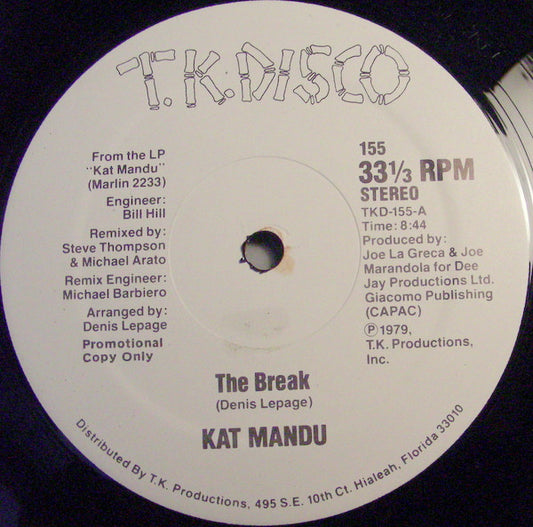 T.K.DISCO
From the LP
"Kat Mandu"
(Marlin 2233)
Engineer:
Bill Hill
Remixed by:
Steve Thompson
& Michael Arato
Remix Engineer:
Michael Barbiero
Arranged by:
Denis Lepage
Promotional
Copy Only
155
33⅓ RPM
STEREO
TKD-155-A
Time: 8:44
Produced by:
Joe La Greca & Joe
Marandola for Dee
Jay Productions Ltd.
Giacomo Publishing
(CAPAC)
Ⓟ 1979,
T.K. Productions,
Inc.
The Break
(Denis Lepage)
KAT MANDU
Distributed By T.K. Productions, 495 S.E. 10th Ct. Hialeah, Florida 33010